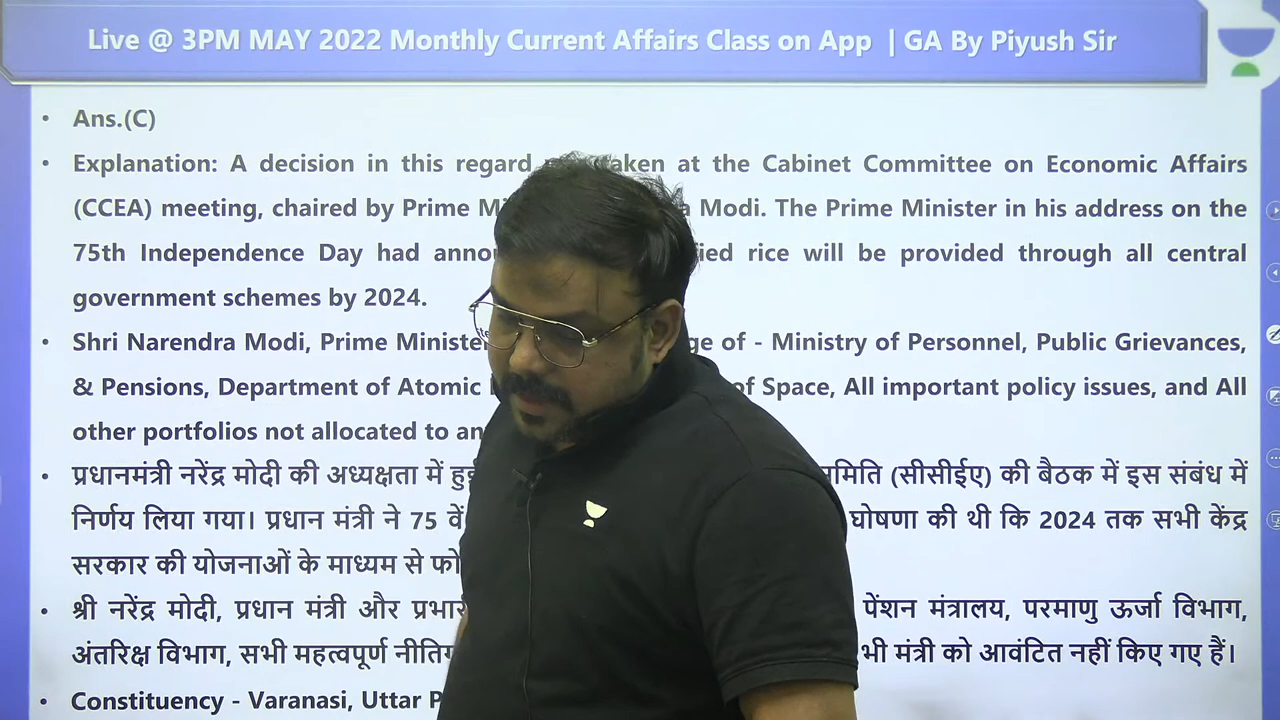 Live @ 3PM MAY 2022 Monthly Current Affairs Class on App | GA By Piyush Sir
• Ans.(C)
• Explanation: A decision in this regard taken at the Cabinet Committee on Economic Affairs
(CCEA) meeting, chaired by Prime Modi. The Prime Minister in his address on the
75th Independence Day had rice will be provided through all central
government schemes by 2024.
• Shri Narendra Modi, Prime of - Ministry of Personnel, Public Grievances,
& Pensions, Department of Atomic of Space, All important policy issues, and All
other portfolios not allocated to
• प्रधानमंत्री नरेंद्र मोदी की अध्यक्षता में (सीसीईए) की बैठक में इस संबंध में
निर्णय लिया गया। प्रधान मंत्री ने 75 वें घोषणा की थी कि 2024 तक सभी केंद्र
सरकार की योजनाओं के माध्यम से
• श्री नरेंद्र मोदी, प्रधान मंत्री और पेंशन मंत्रालय, परमाणु ऊर्जा विभाग,
अंतरिक्ष विभाग, सभी महत्वपूर्ण भी मंत्री को आवंटित नहीं किए गए हैं।
• Constituency - Varanasi, Uttar